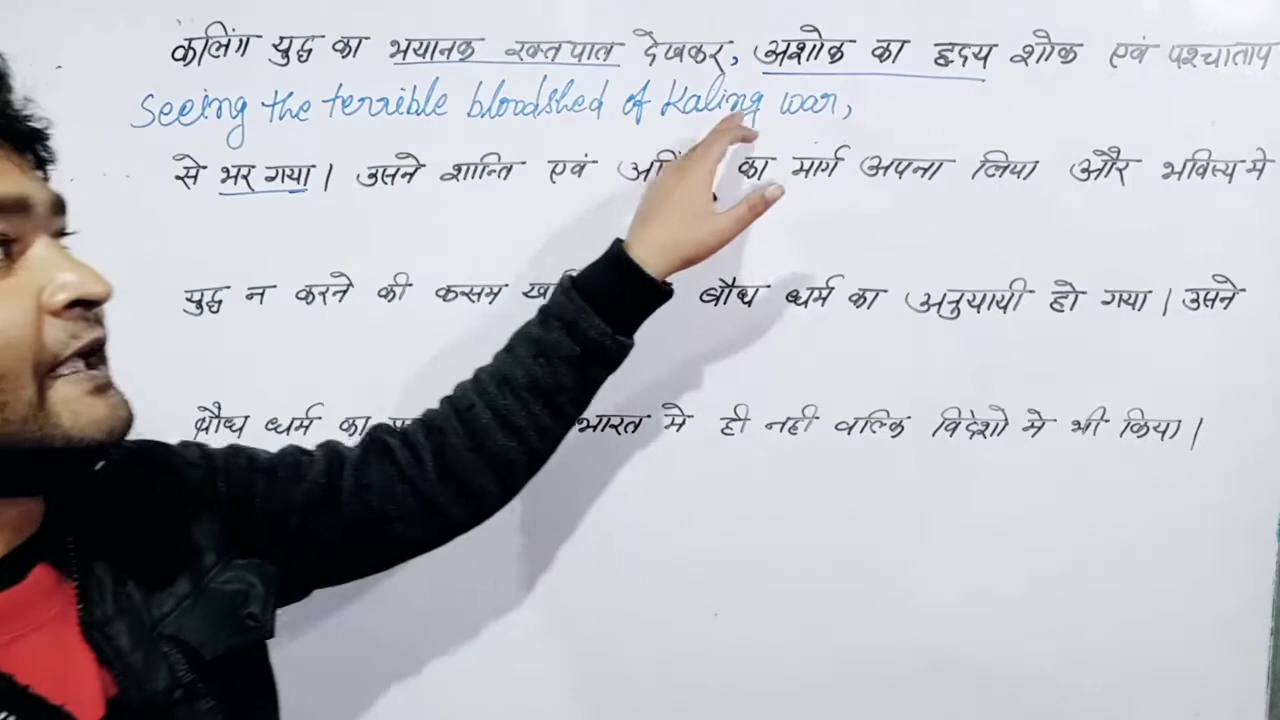 कलिंग युद्ध का भयानक रक्तपात देखकर, अशोक का हृदय शोक एवं पश्चाताप
Seeing the terrible bloodshed of Kaling war,
से भर गया। उसने शान्ति एवं का मार्ग अपना लिया और भविस्य मे
युद्ध न करने की कसम बौध धर्म का अनुयायी हो गया। उसने
बौध धर्म का भारत मे ही नही वल्कि विदेशो मे भी किया।